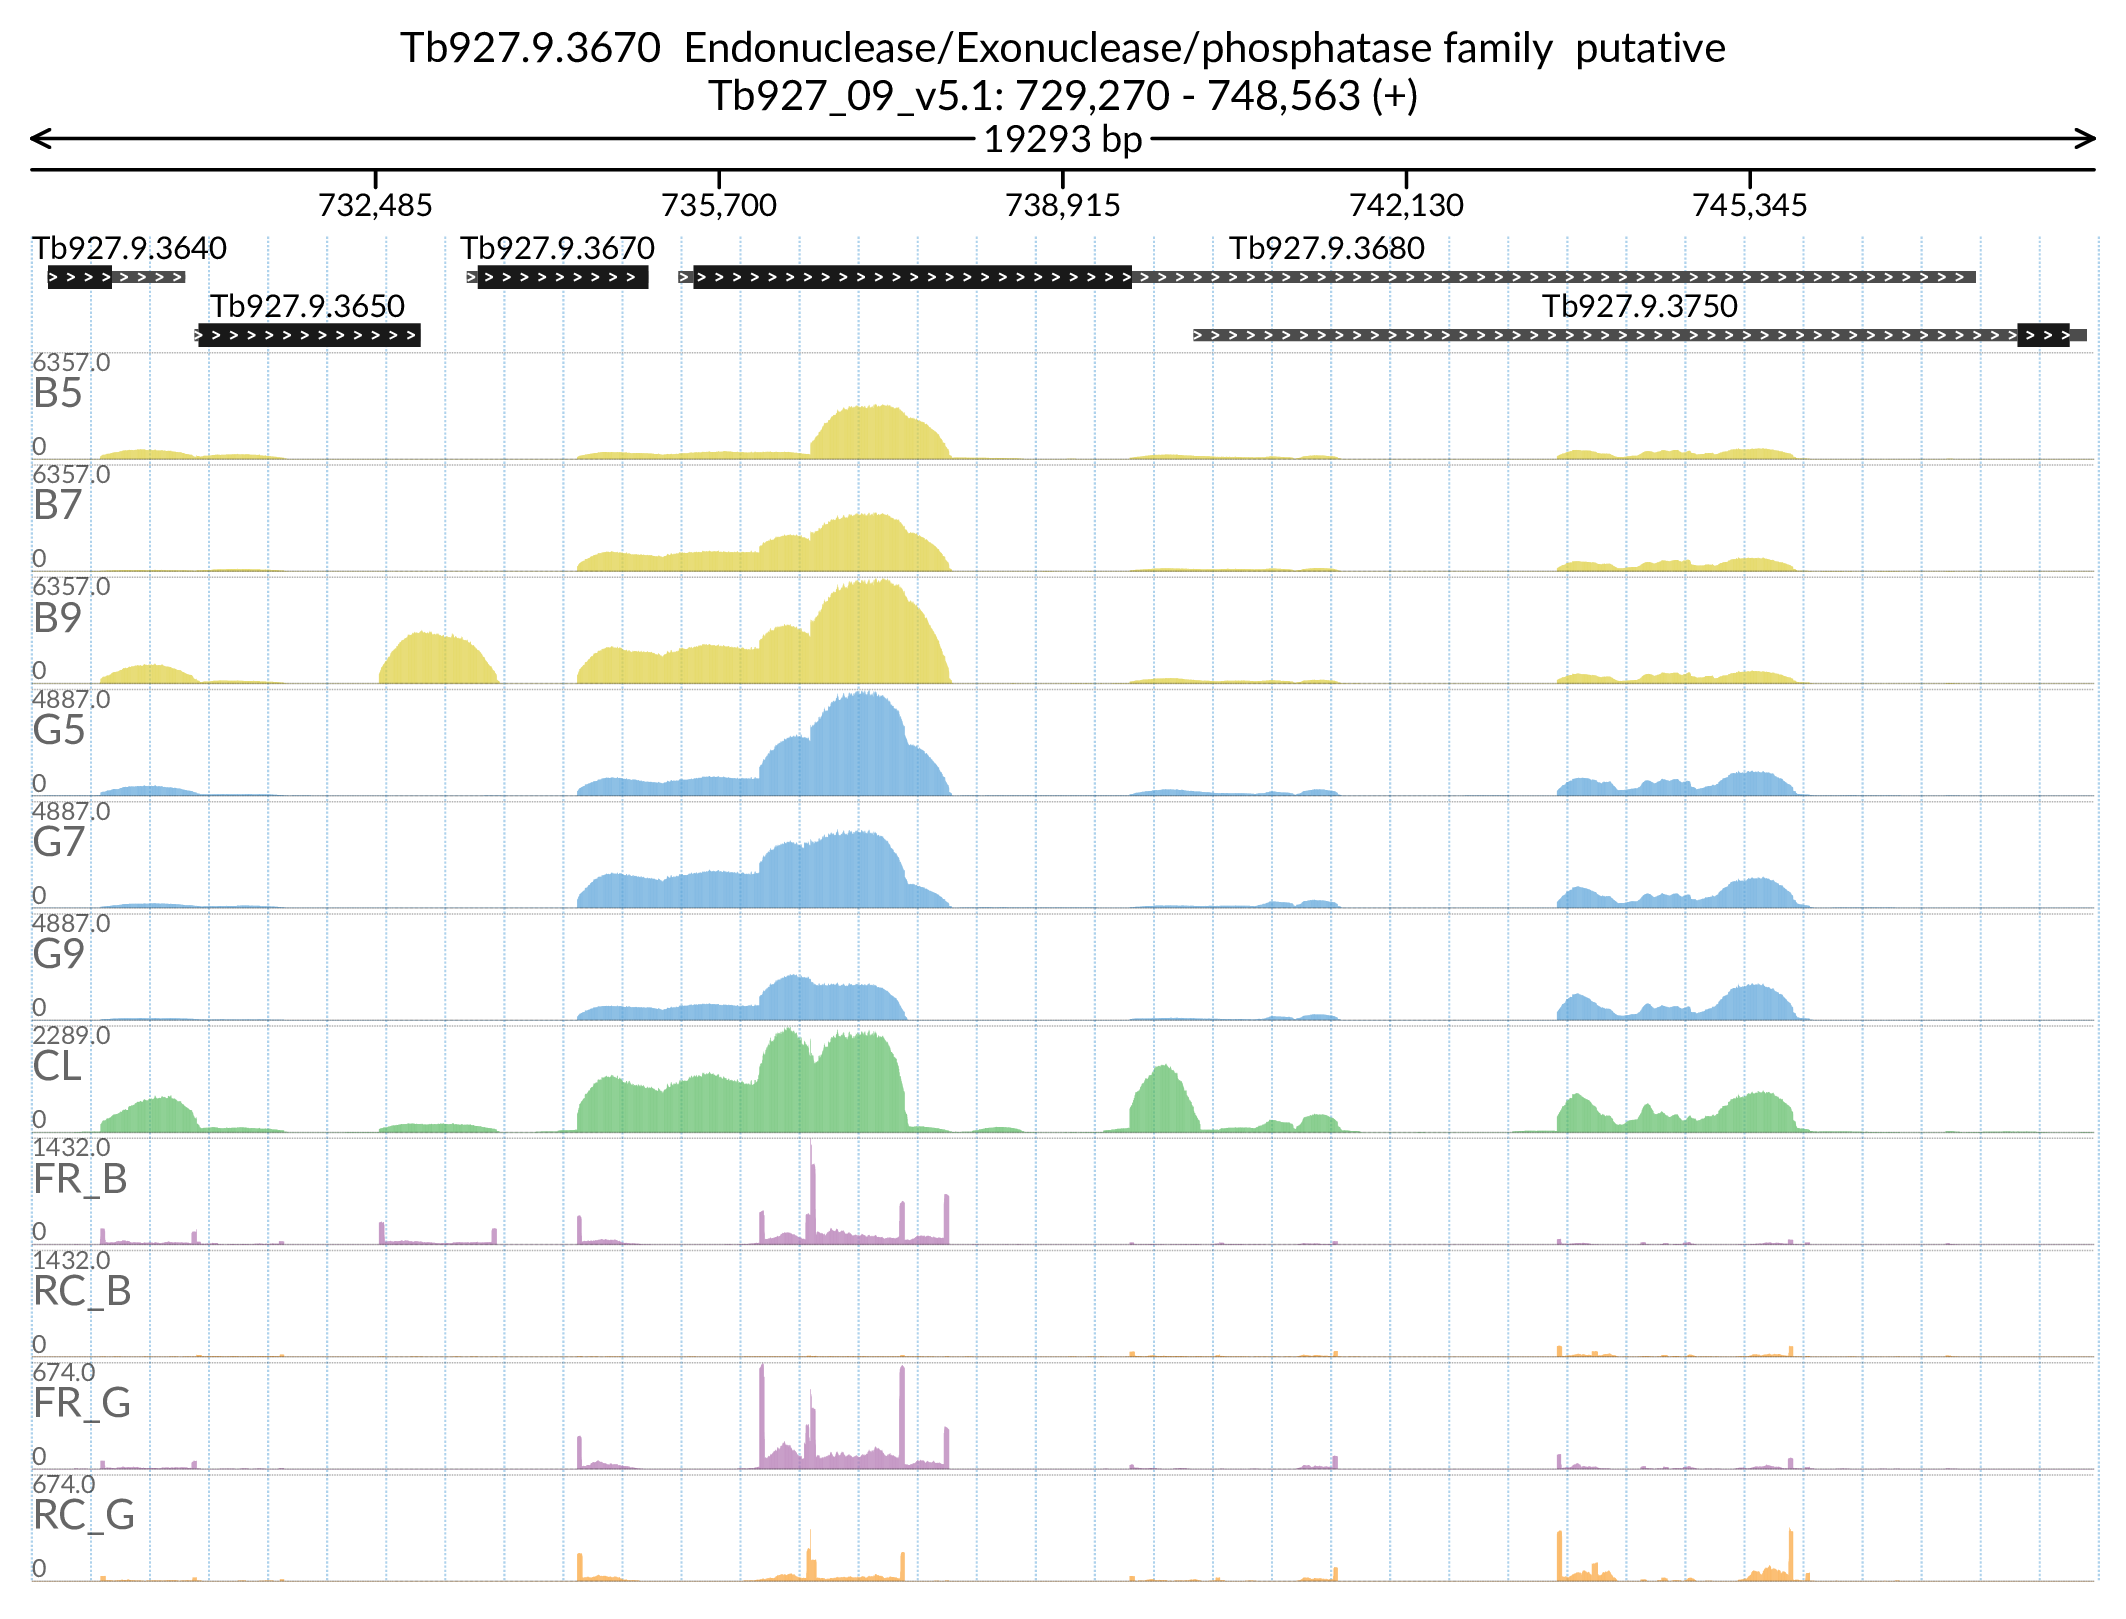 Tb927.9.3670  Endonuclease/Exonuclease/phosphatase family  putative
Tb927_09_v5.1: 729,270 - 748,563 (+)
19293 bp
732,485 735,700 738,915 742,130 745,345
Tb927.9.3640 Tb927.9.3670 Tb927.9.3680
Tb927.9.3650 Tb927.9.3750
6357.0
B5
0
6357.0
B7
0
6357.0
B9
0
4887.0
G5
0
4887.0
G7
0
4887.0
G9
0
2289.0
CL
0
1432.0
FR_B
0
1432.0
RC_B
0
674.0
FR_G
0
674.0
RC_G
0